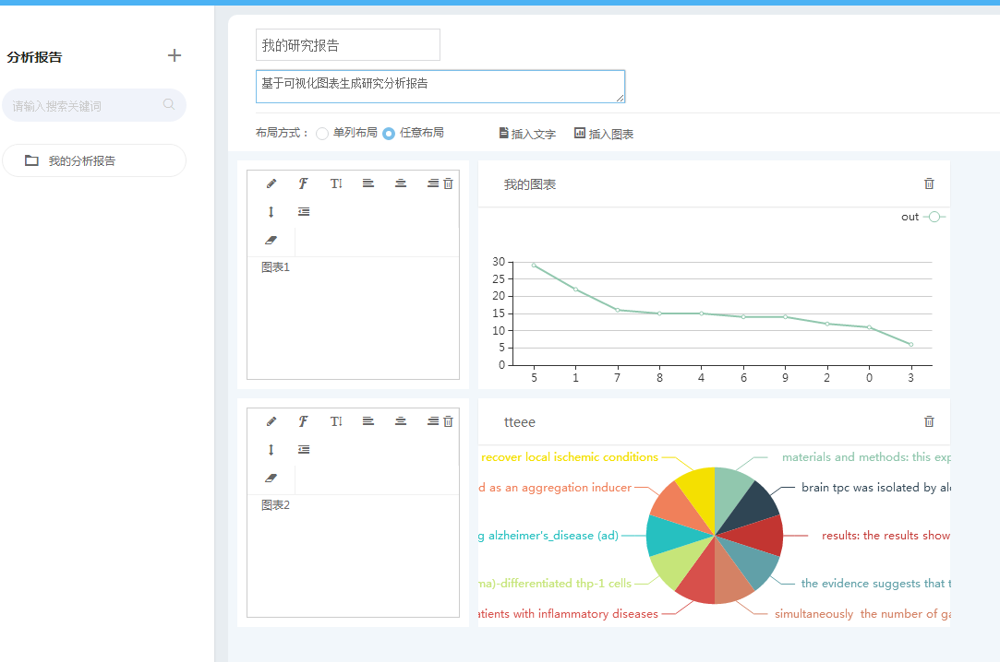 分析报告
请输入搜索关键词
我的分析报告
我的研究报告
基于可视化图表生成研究分析报告
布局方式： 单列布局 任意布局 插入文字 插入图表
图表1
我的图表
out
30
25
20
15
10
5
0
5 1 7 8 4 6 9 2 0 3
图表2
tteee
recover local ischemic conditions
materials and methods: this exp
d as an aggregation inducer
brain tpc was isolated by
g alzheimer's_disease (ad)
results: the results show
ma)-differentiated thp-1 cells
the evidence suggests that t
atients with inflammatory diseases
simultaneously the number of ga